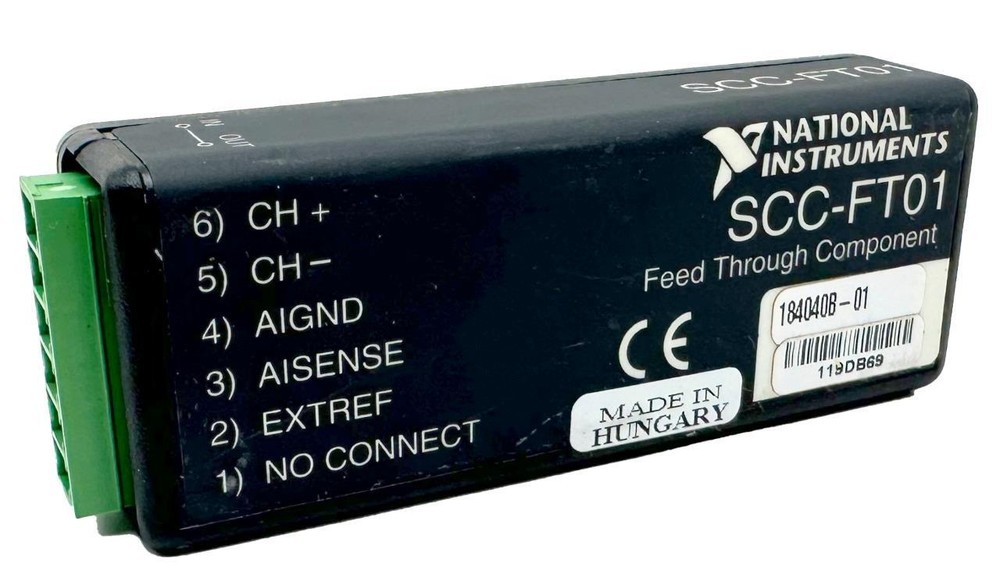 SCC-FT01
IN OUT
NATIONAL
INSTRUMENTS
SCC-FT01
Feed Through Component
6) CH +
5) CH −
4) AIGND
3) AISENSE
2) EXTREF
1) NO CONNECT
CE
184040B-01
119DB69
MADE IN
HUNGARY